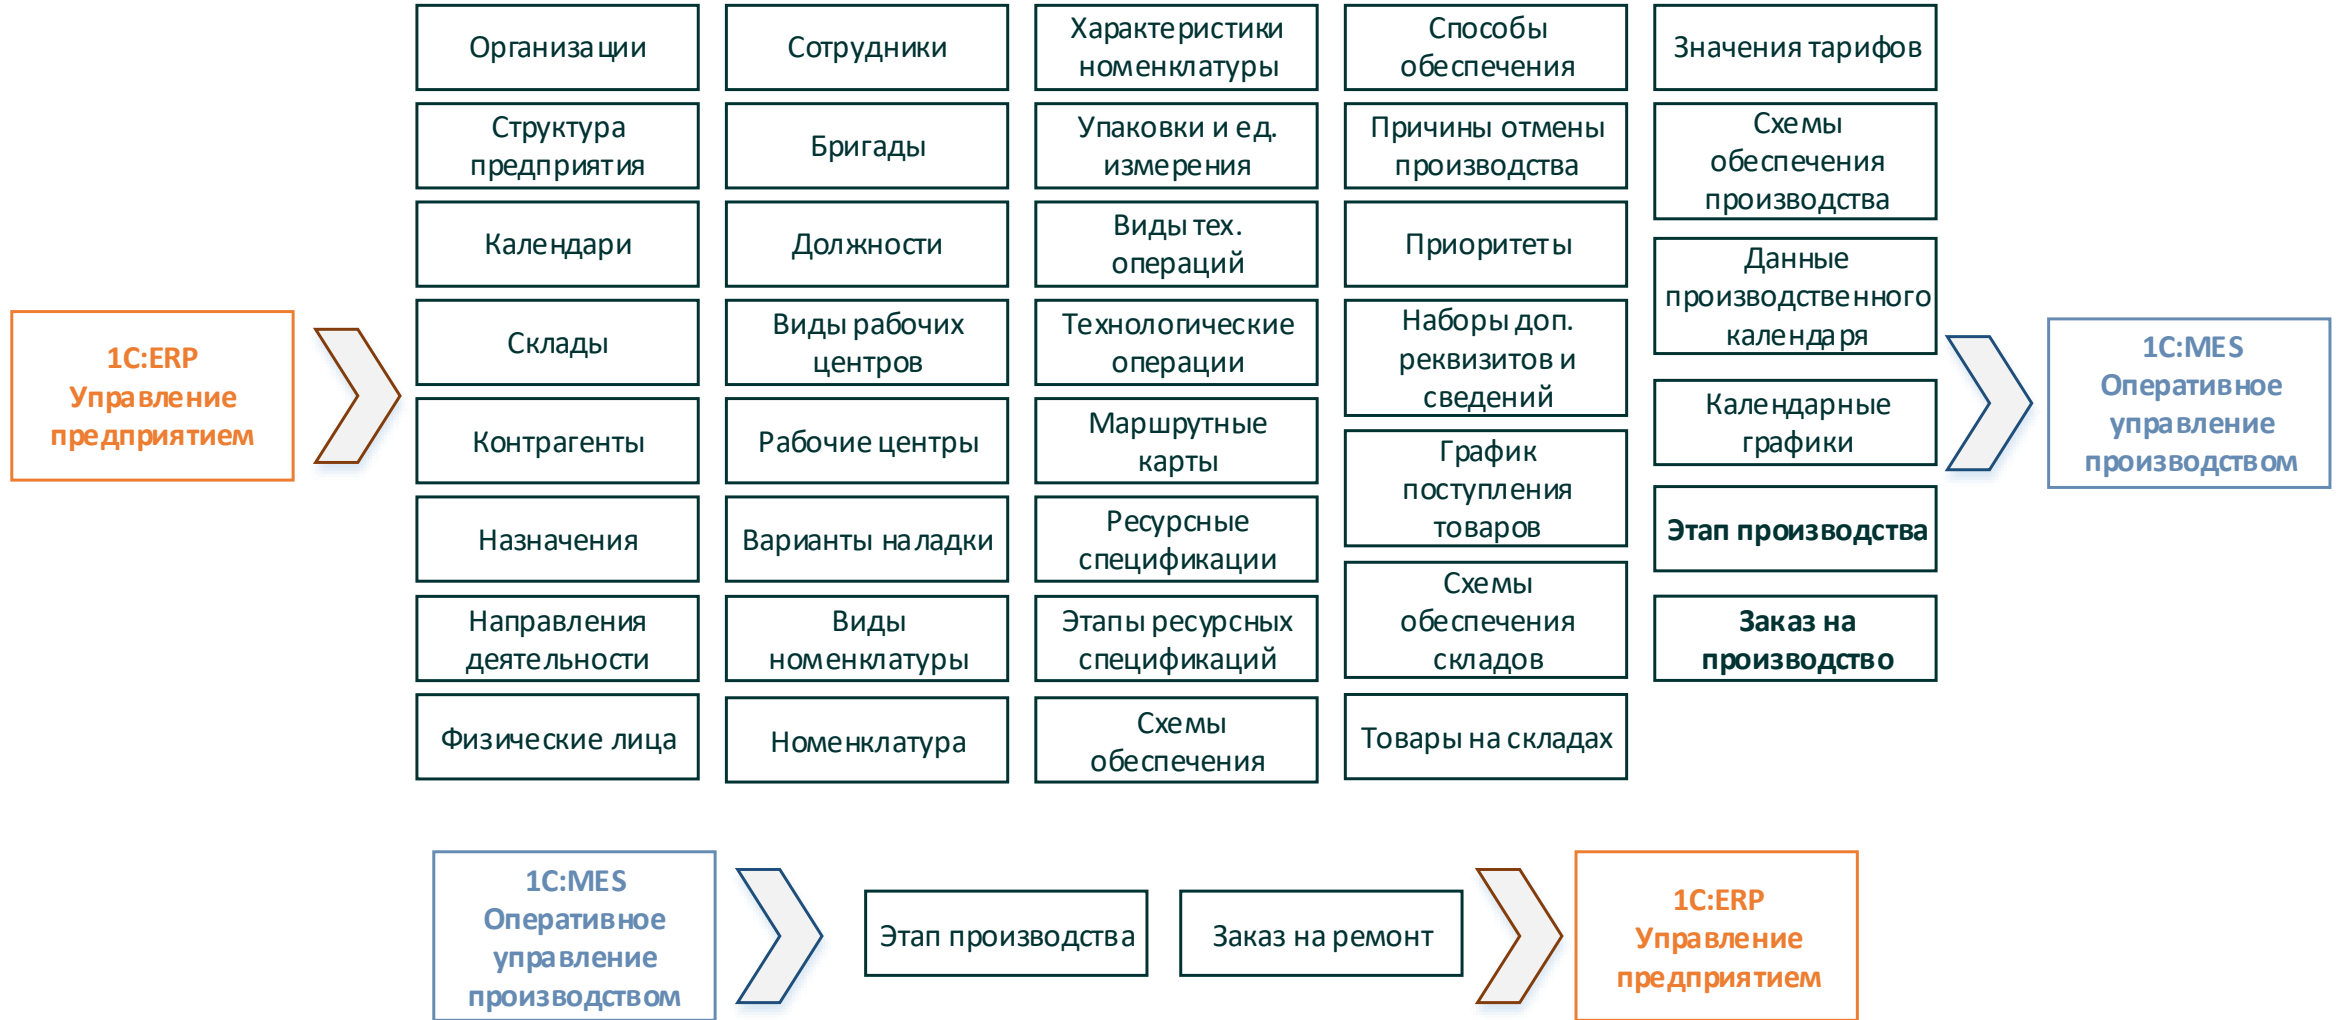 1С:ERP
Управление
предприятием
Организации
Структура
предприятия
Календари
Склады
Контрагенты
Назначения
Направления
деятельности
Физические лица
Сотрудники
Бригады
Должности
Виды рабочих
центров
Рабочие центры
Варианты наладки
Виды
номенклатуры
Номенклатура
Характеристики
номенклатуры
Упаковки и ед.
измерения
Виды тех.
операций
Технологические
операции
Маршрутные
карты
Ресурсные
спецификации
Этапы ресурсных
спецификаций
Схемы
обеспечения
Способы
обеспечения
Причины отмены
производства
Приоритеты
Наборы доп.
реквизитов и
сведений
График
поступления
товаров
Схемы
обеспечения
складов
Товары на складах
Значения тарифов
Схемы
обеспечения
производства
Данные
производственного
календаря
Календарные
графики
Этап производства
Заказ на
производство
1С:MES
Оперативное
управление
производством
1С:MES
Оперативное
управление
производством
Этап производства
Заказ на ремонт
1С:ERP
Управление
предприятием